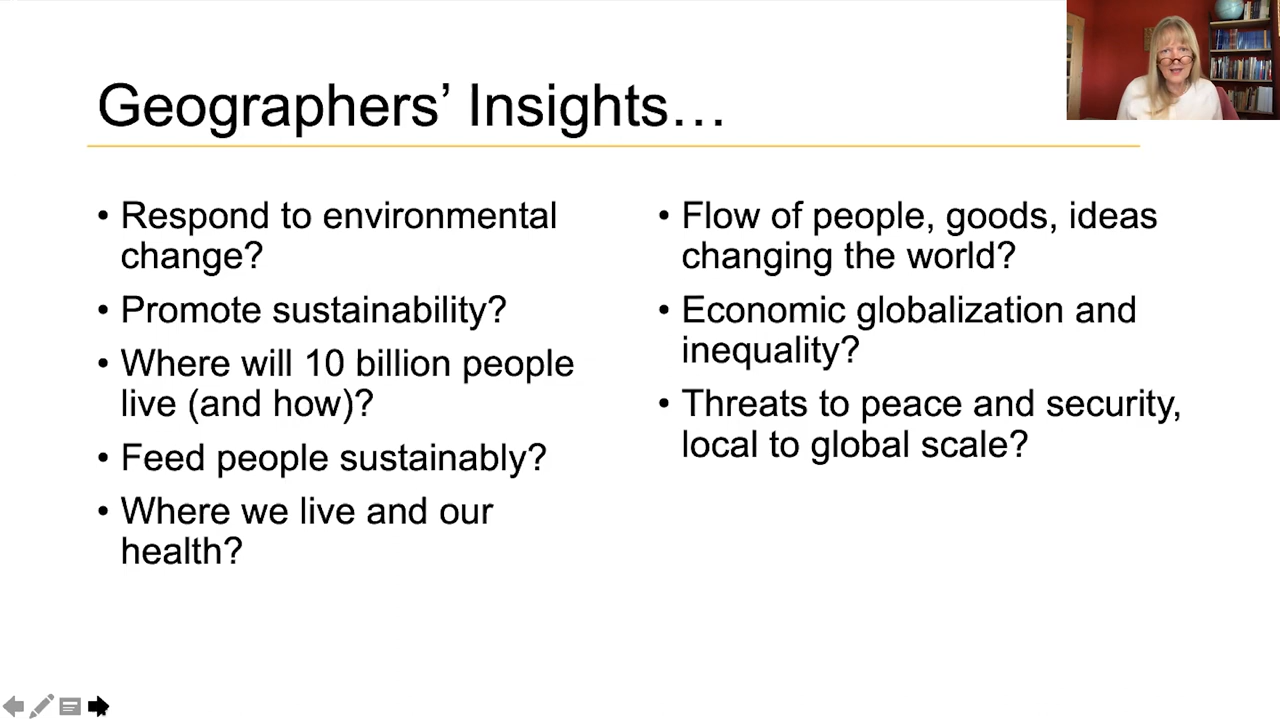 Geographers’ Insights…
• Respond to environmental
change?
• Promote sustainability?
• Where will 10 billion people
live (and how)?
• Feed people sustainably?
• Where we live and our
health?
• Flow of people, goods, ideas
changing the world?
• Economic globalization and
inequality?
• Threats to peace and security,
local to global scale?